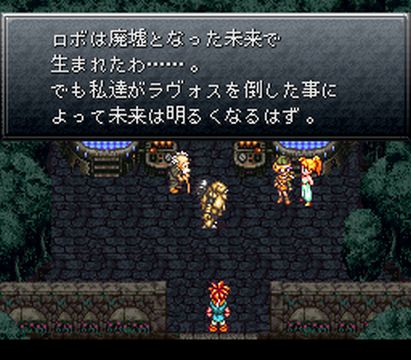 ロボは廃墟となった未来で
生まれたわ……。
でも私達がラヴォスを倒した事に
よって未来は明るくなるはず。